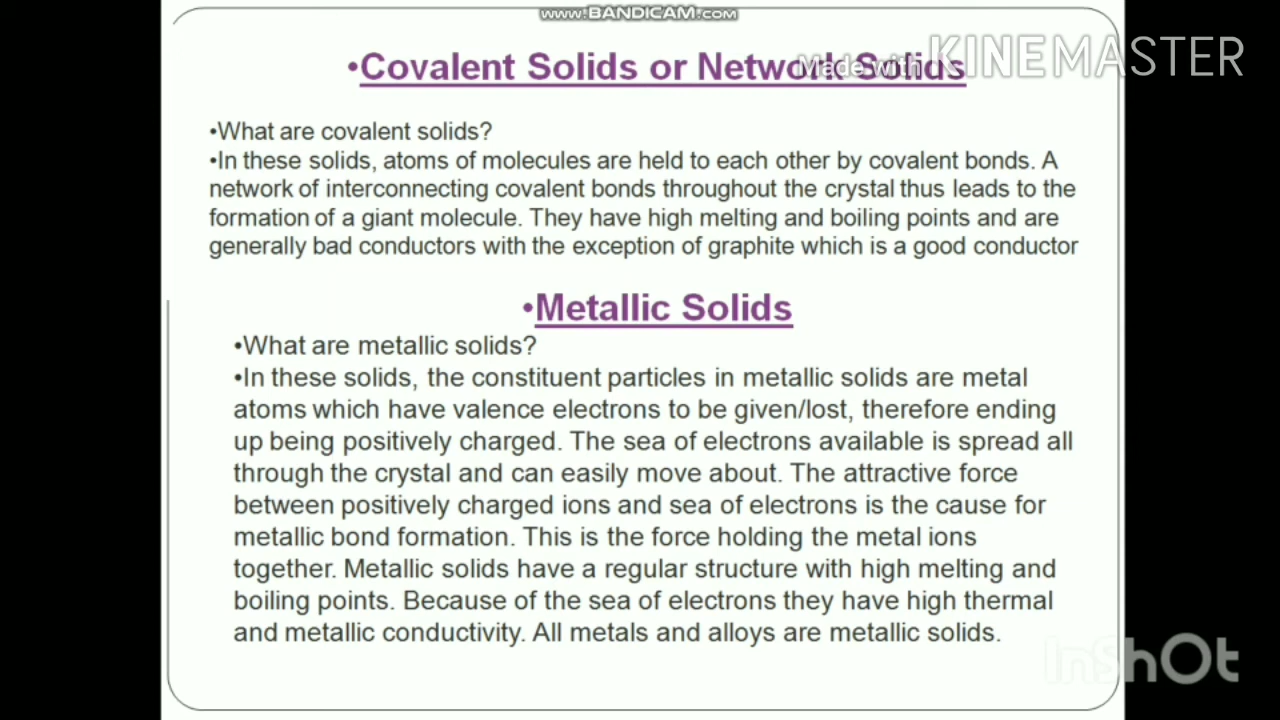 www.BANDICAM.com
•Covalent Solids or Network Solids
Made with KINEMASTER
•What are covalent solids?
•In these solids, atoms of molecules are held to each other by covalent bonds. A
network of interconnecting covalent bonds throughout the crystal thus leads to the
formation of a giant molecule. They have high melting and boiling points and are
generally bad conductors with the exception of graphite which is a good conductor
•Metallic Solids
•What are metallic solids?
•In these solids, the constituent particles in metallic solids are metal
atoms which have valence electrons to be given/lost, therefore ending
up being positively charged. The sea of electrons available is spread all
through the crystal and can easily move about. The attractive force
between positively charged ions and sea of electrons is the cause for
metallic bond formation. This is the force holding the metal ions
together. Metallic solids have a regular structure with high melting and
boiling points. Because of the sea of electrons they have high thermal
and metallic conductivity. All metals and alloys are metallic solids.
InShOt